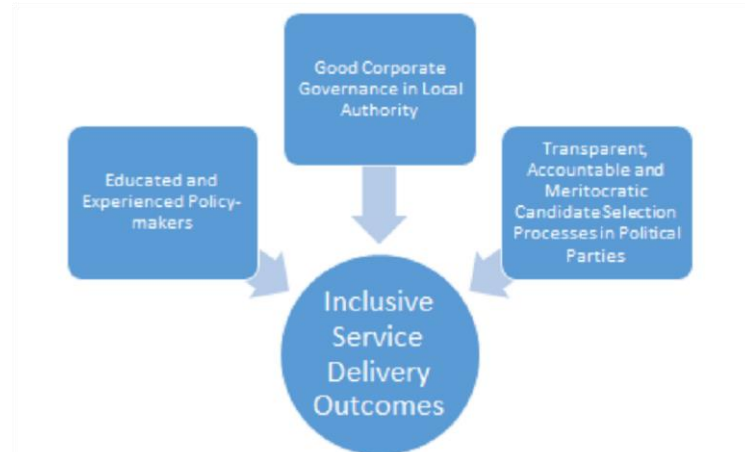 Good Corporate
Governance in Local
Authority
Educated and
Experienced Policy-
makers
Transparent,
Accountable and
Meritocratic
Candidate Selection
Processes in Political
Parties
Inclusive
Service
Delivery
Outcomes